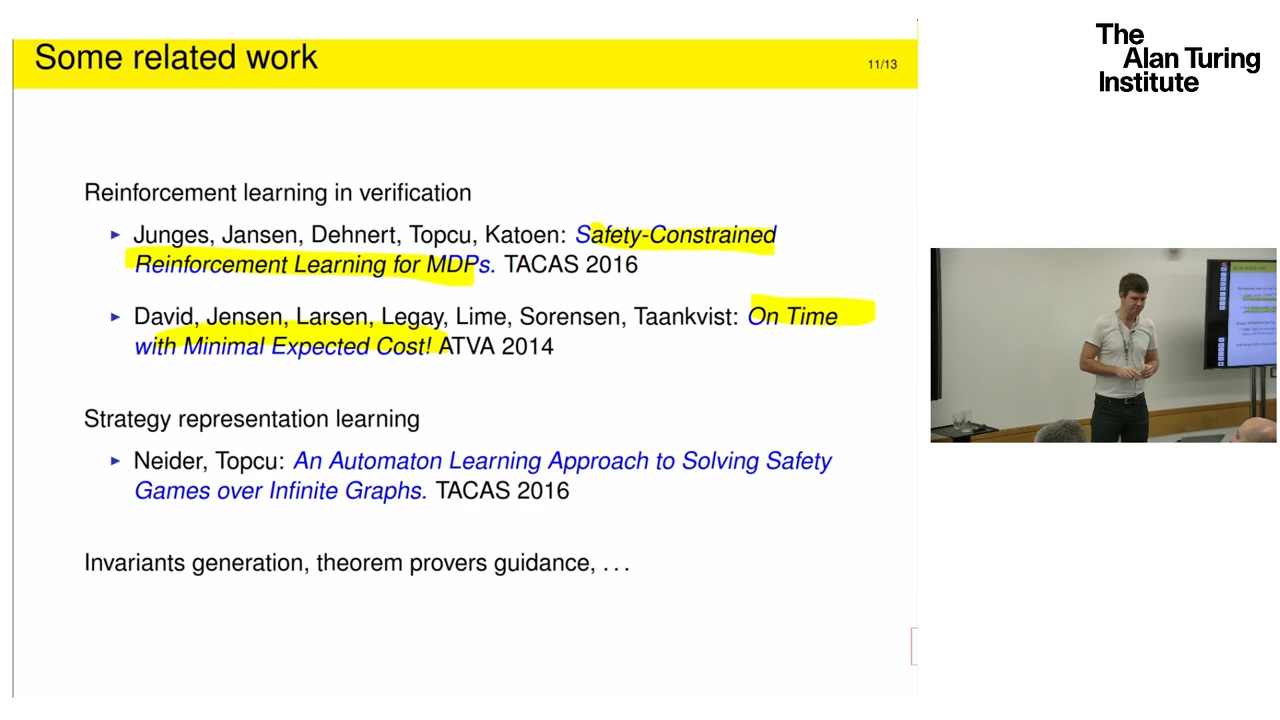 Some related work
11/13
The
Alan Turing
Institute
Reinforcement learning in verification
Junges, Jansen, Dehnert, Topcu, Katoen: Safety-Constrained
Reinforcement Learning for MDPs. TACAS 2016
David, Jensen, Larsen, Legay, Lime, Sorensen, Taankvist: On Time
with Minimal Expected Cost! ATVA 2014
Strategy representation learning
Neider, Topcu: An Automaton Learning Approach to Solving Safety
Games over Infinite Graphs. TACAS 2016
Invariants generation, theorem provers guidance, . . .